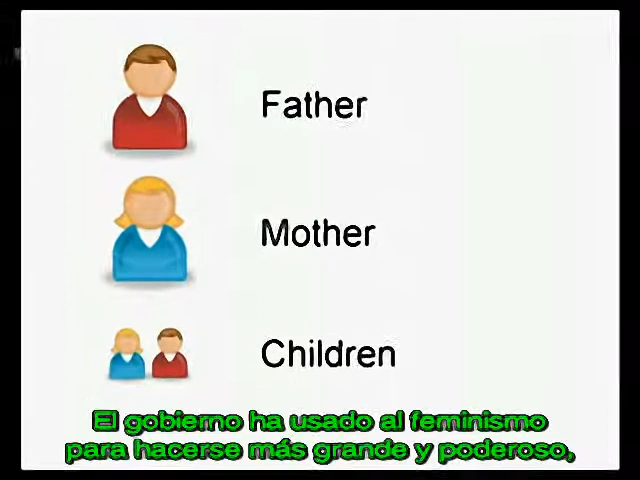 Father
Mother
Children
El gobierno ha usado al feminismo
para hacerse más grande y poderoso,